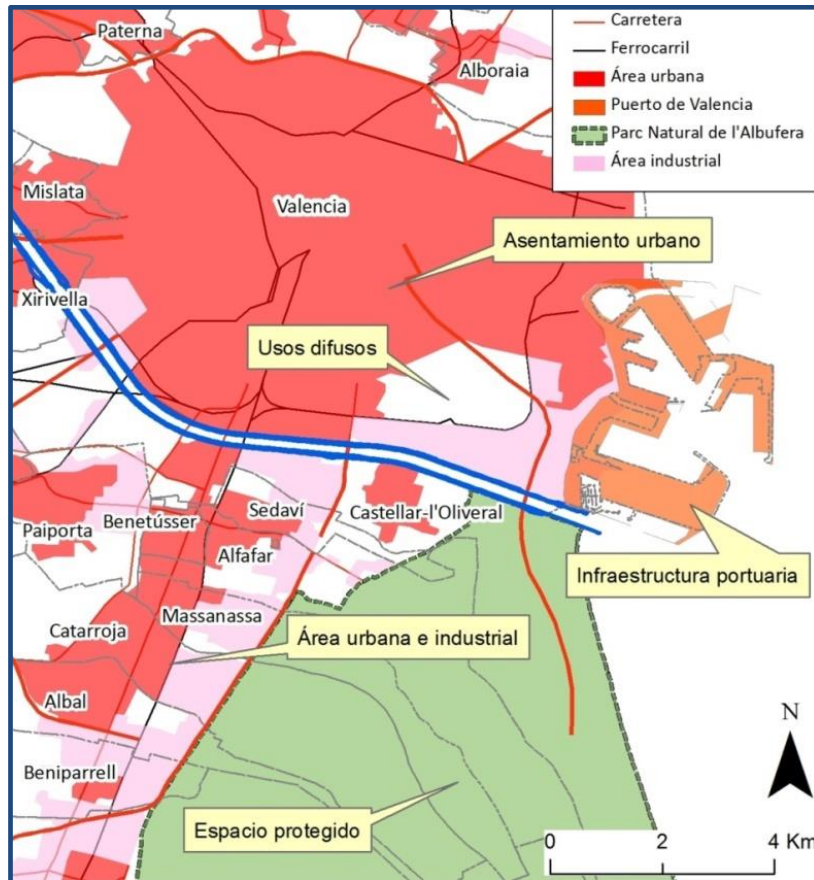 Carretera
Ferrocarril
Área urbana
Puerto de Valencia
Parc Natural de l'Albufera
Área industrial
Paterna
Alboraia
Mislata
Valencia
Asentamiento urbano
Xirivella
Usos difusos
Sedaví
Castellar-l'Oliveral
Benetússer
Paiporta
Alfafar
Infraestructura portuaria
Massanassa
Catarroja
Área urbana e industrial
Albal
N
Beniparrell
Espacio protegido
0 2 4 Km